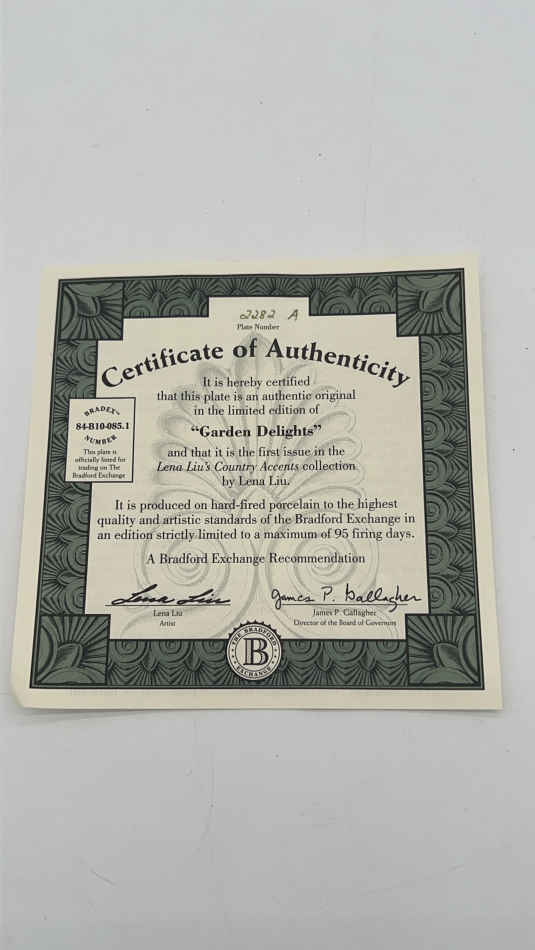 2282 A
Plate Number
Certificate of Authenticity
It is hereby certified
that this plate is an authentic original
in the limited edition of
“Garden Delights”
and that it is the first issue in the
Lena Liu's Country Accents collection
by Lena Liu.
BRADEX™
84-B10-085.1
NUMBER
This plate is
officially listed for
trading on The
Bradford Exchange
It is produced on hard-fired porcelain to the highest
quality and artistic standards of the Bradford Exchange in
an edition strictly limited to a maximum of 95 firing days.
A Bradford Exchange Recommendation
Lena Liu
Lena Liu
Artist
James P. Gallagher
James P. Gallagher
Director of the Board of Governors
THE BRADFORD
B
EXCHANGE